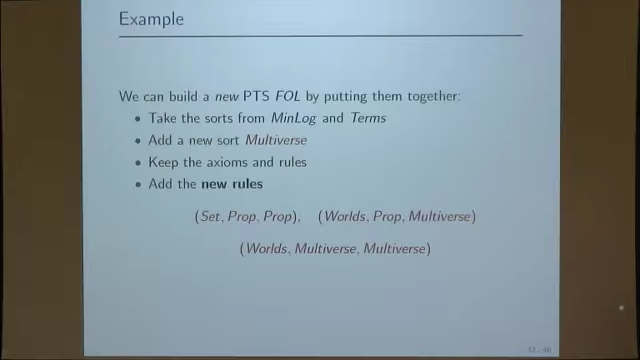 Example
We can build a new PTS FOL by putting them together:
• Take the sorts from MinLog and Terms
• Add a new sort Multiverse
• Keep the axioms and rules
• Add the new rules
(Set, Prop, Prop), (Worlds, Prop, Multiverse)
(Worlds, Multiverse, Multiverse)